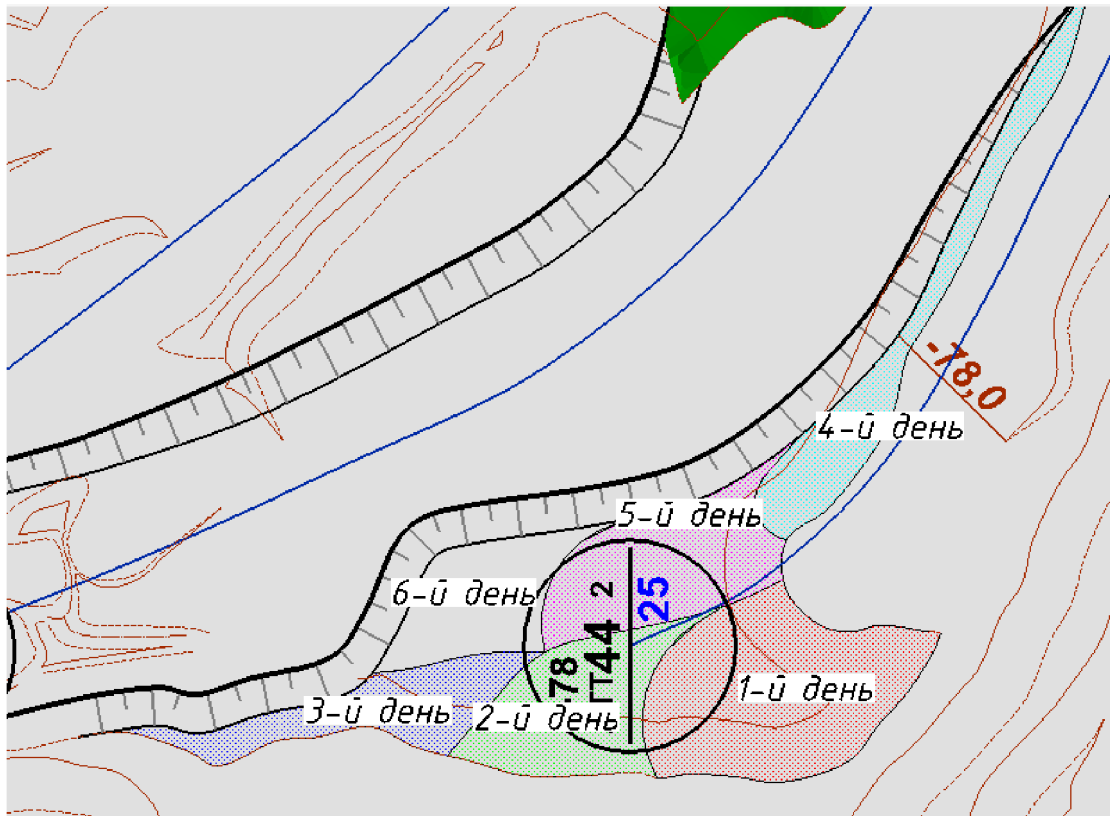 -78,0
4-й день
5-й день
6-й день
2
25
-78
ГТ44
1-й день
3-й день
2-й день